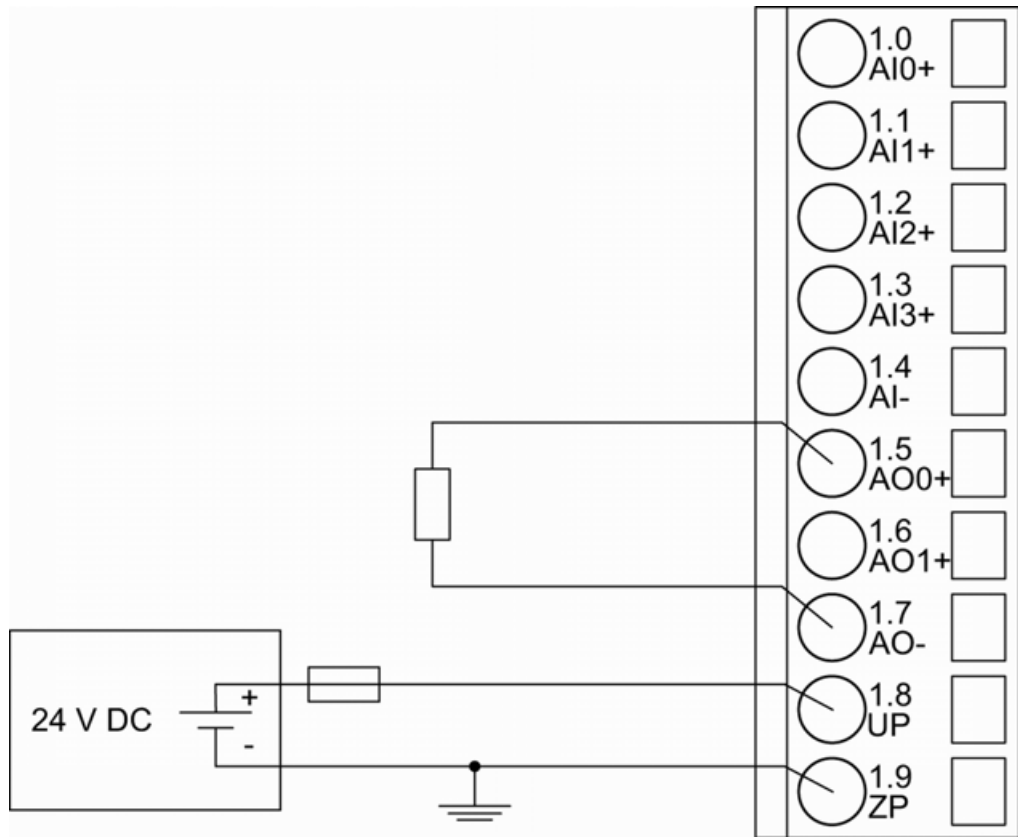 1.0
AI0+
1.1
AI1+
1.2
AI2+
1.3
AI3+
1.4
AI-
1.5
AO0+
1.6
AO1+
1.7
AO-
24 V DC
+
-
1.8
UP
1.9
ZP